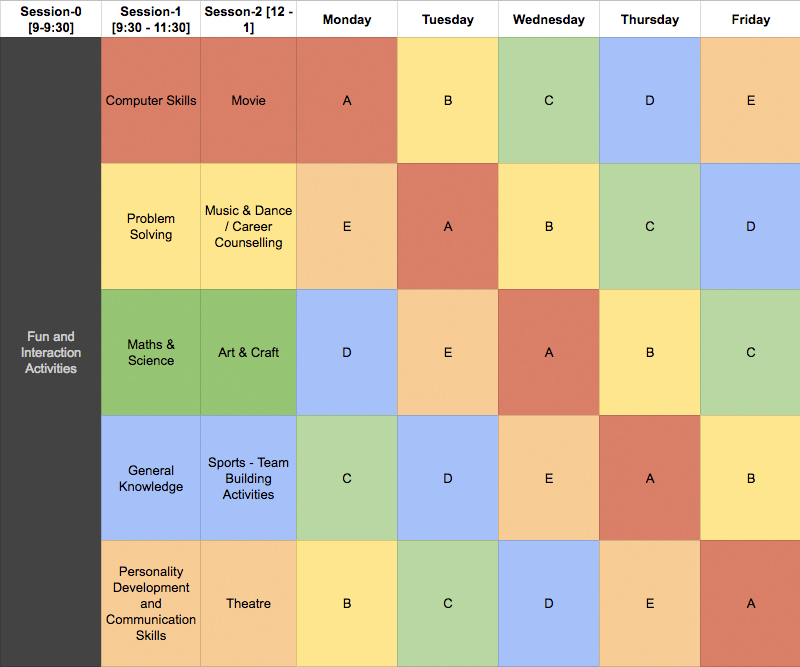 Session-0
[9-9:30]
Session-1
[9:30 - 11:30]
Sesson-2 [12 -
1]
Monday
Tuesday
Wednesday
Thursday
Friday
Fun and
Interaction
Activities
Computer Skills
Movie
A
B
C
D
E
Problem
Solving
Music & Dance
/ Career
Counselling
E
A
B
C
D
Maths &
Science
Art & Craft
D
E
A
B
C
General
Knowledge
Sports - Team
Building
Activities
C
D
E
A
B
Personality
Development
and
Communication
Skills
Theatre
B
C
D
E
A